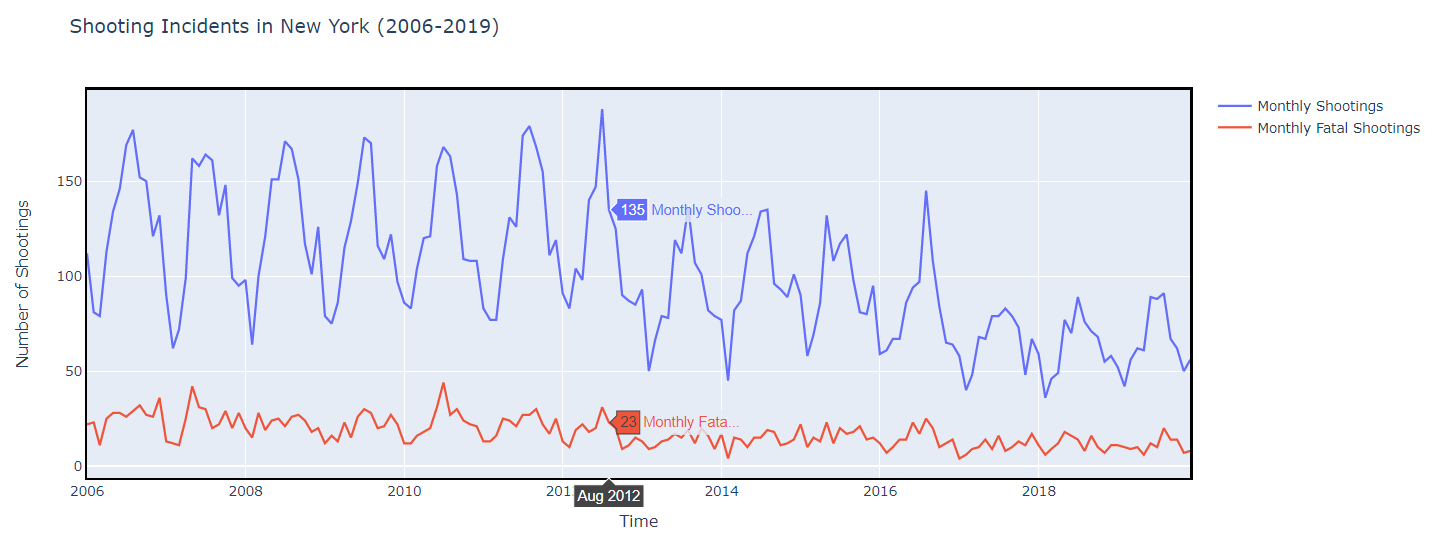 Shooting Incidents in New York (2006-2019)
Monthly Shootings
Monthly Fatal Shootings
Number of Shootings
150
100
50
0
135 Monthly Shoo...
23 Monthly Fata...
2006 2008 2010 2014 2016 2018
Aug 2012
Time